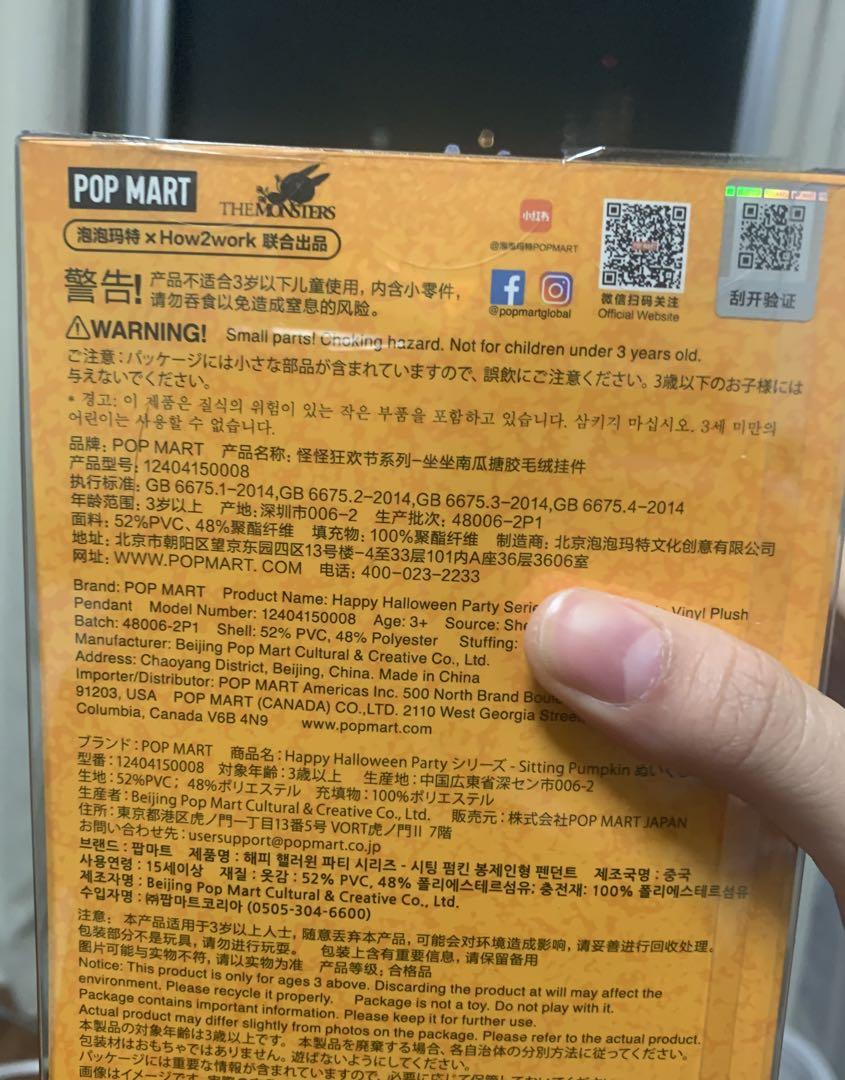 POP MART
THE MONSTERS
泡泡玛特 × How2work 联合出品
小红书
@泡泡玛特POPMART
@popmartglobal
微信扫码关注
Official Website
刮开验证
警告! 产品不适合3岁以下儿童使用，内含小零件，
请勿吞食以免造成窒息的风险。
⚠WARNING! Small parts! Choking hazard. Not for children under 3 years old.
ご注意：パッケージには小さな部品が含まれていますので、誤飲にご注意ください。3歳以下のお子様には
与えないでください。
* 경고: 이 제품은 질식의 위험이 있는 작은 부품을 포함하고 있습니다. 삼키지 마십시오. 3세 미만의
어린이는 사용할 수 없습니다.
品牌：POP MART 产品名称：怪怪狂欢节系列-坐坐南瓜搪胶毛绒挂件
产品型号：12404150008
执行标准：GB 6675.1-2014,GB 6675.2-2014,GB 6675.3-2014,GB 6675.4-2014
年龄范围：3岁以上 产地：深圳市006-2 生产批次：48006-2P1
面料：52%PVC、48%聚酯纤维 填充物：100%聚酯纤维 制造商：北京泡泡玛特文化创意有限公司
地址：北京市朝阳区望京东园四区13号楼-4至33层101内A座36层3606室
网址：WWW.POPMART.COM 电话：400-023-2233
Brand: POP MART Product Name: Happy Halloween Party Vinyl Plush
Pendant Model Number: 12404150008 Age: 3+ Source:
Batch: 48006-2P1 Shell: 52% PVC, 48% Polyester Stuffing:
Manufacturer: Beijing Pop Mart Cultural & Creative Co., Ltd.
Address: Chaoyang District, Beijing, China. Made in China
Importer/Distributor: POP MART Americas Inc. 500 North Brand
91203, USA POP MART (CANADA) CO.,LTD. 2110 West Georgia
Columbia, Canada V6B 4N9 www.popmart.com
ブランド：POP MART 商品名：Happy Halloween Party シリーズ - Sitting Pumpkin
型番：12404150008 対象年齢：3歳以上 生産地：中国広東省深セン市006-2
生地：52%PVC；48%ポリエステル 充填物：100%ポリエステル
生産者：Beijing Pop Mart Cultural & Creative Co., Ltd. 販売元：株式会社POP MART JAPAN
住所：東京都港区虎ノ門一丁目13番5号 VORT虎ノ門II 7階
お問い合わせ先：usersupport@popmart.co.jp
브랜드 : 팝마트 제품명 : 해피 핼러윈 파티 시리즈 - 시팅 펌킨 봉제인형 펜던트 제조국명 : 중국
사용연령 : 15세이상 재질 : 옷감 : 52% PVC, 48% 폴리에스테르섬유: 충전재: 100% 폴리에스테르섬유
제조자명 : Beijing Pop Mart Cultural & Creative Co., Ltd.
수입자명 : ㈜팝마트코리아 (0505-304-6600)
注意： 本产品适用于3岁以上人士，随意丢弃本产品，可能会对环境造成影响，请妥善进行回收处理。
包装部分不是玩具，请勿进行玩耍。 包装上含有重要信息，请保留备用
图片可能与实物不符，请以实物为准 产品等级：合格品
Notice: This product is only for ages 3 above. Discarding the product at will may affect the
environment. Please recycle it properly. Package is not a toy. Do not play with it.
Package contains important information. Please keep it for further use.
Actual product may differ slightly from photos on the package. Please refer to the actual product.
本製品の対象年齢は3歳以上です。本製品を廃棄する場合、各自治体の分別方法に従ってください。
包装材はおもちゃではありません。遊ばないようにしてください。
パッケージには重要な情報が含まれていますので、必要に応じて保管しておいてください。
画像はイメージです。